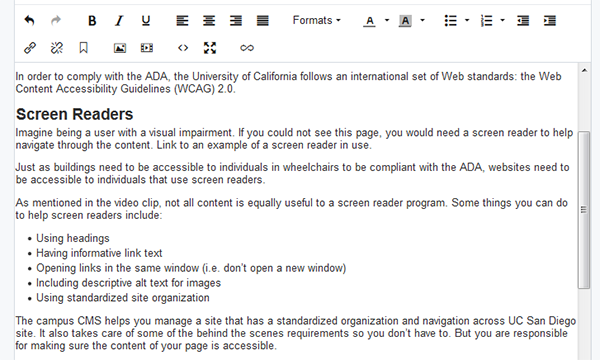 Formats
In order to comply with the ADA, the University of California follows an international set of Web standards: the Web
Content Accessibility Guidelines (WCAG) 2.0.
Screen Readers
Imagine being a user with a visual impairment. If you could not see this page, you would need a screen reader to help
navigate through the content. Link to an example of a screen reader in use.
Just as buildings need to be accessible to individuals in wheelchairs to be compliant with the ADA, websites need to
be accessible to individuals that use screen readers.
As mentioned in the video clip, not all content is equally useful to a screen reader program. Some things you can do
to help screen readers include:
• Using headings
• Having informative link text
• Opening links in the same window (i.e. don't open a new window)
• Including descriptive alt text for images
• Using standardized site organization
The campus CMS helps you manage a site that has a standardized organization and navigation across UC San Diego
site. It also takes care of some of the behind the scenes requirements so you don't have to. But you are responsible
for making sure the content of your page is accessible.